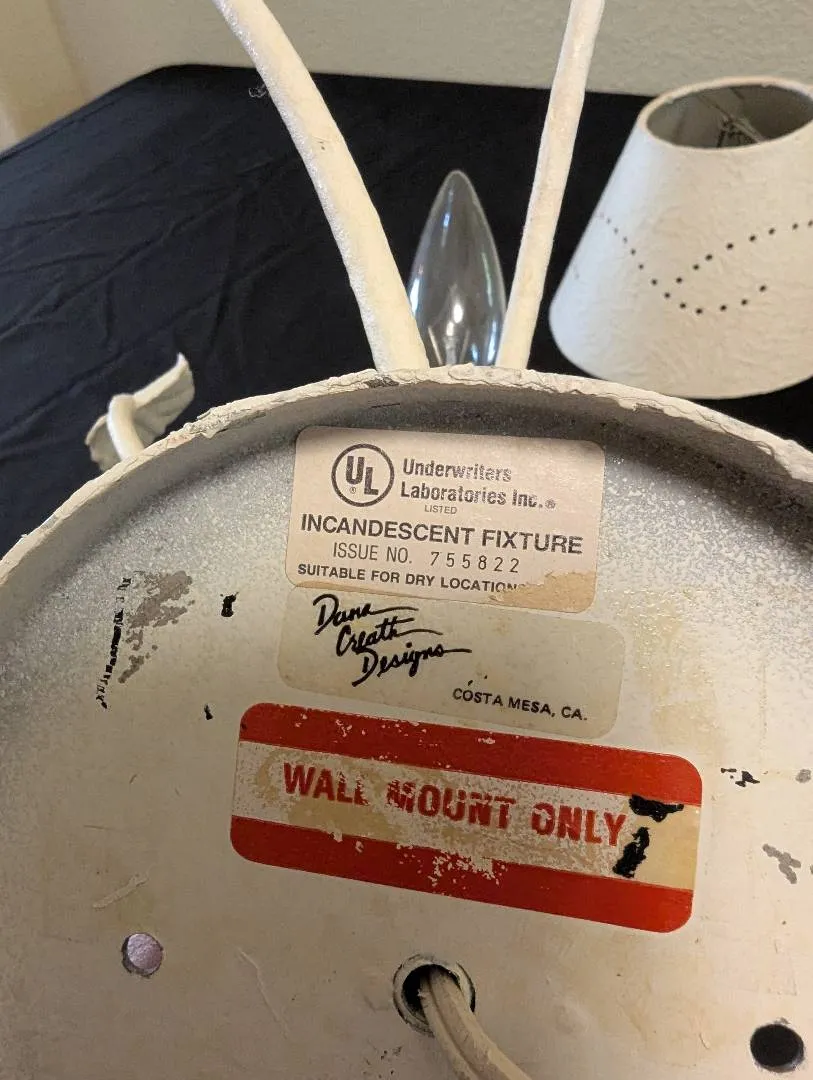 UL®
Underwriters
Laboratories Inc.®
LISTED
INCANDESCENT FIXTURE
ISSUE NO. 755822
SUITABLE FOR DRY LOCATIONS
Dana
Creath
Designs
COSTA MESA, CA.
WALL MOUNT ONLY